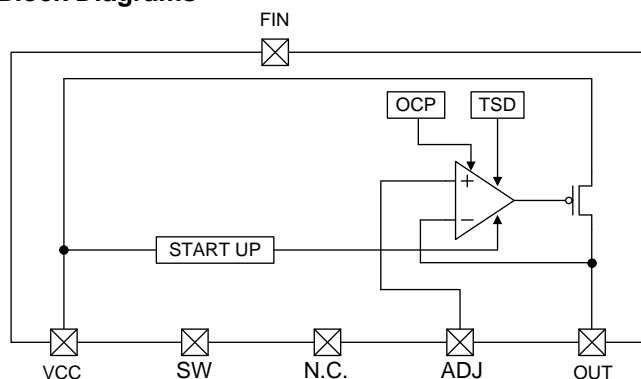 Block Diagrams
FIN
OCP TSD
+
−
START UP
VCC SW N.C. ADJ OUT